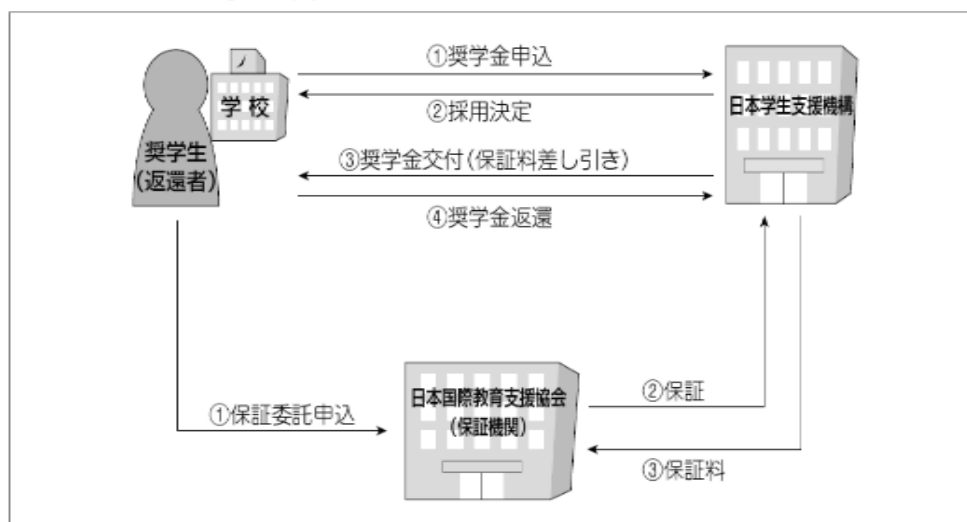 ①奨学金申込
学校
②採用決定
日本学生支援機構
奨学生
(返還者)
③奨学金交付(保証料差し引き)
④奨学金返還
日本国際教育支援協会
(保証機関)
①保証委託申込
②保証
③保証料